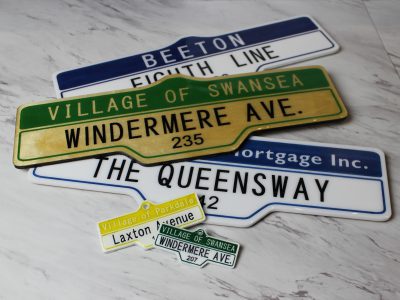 BEETON
EIGHTH LINE
VILLAGE OF SWANSEA
WINDERMERE AVE.
235
Mortgage Inc.
THE QUEENSWAY
42
Village of Parkdale
Laxton Avenue
VILLAGE OF SWANSEA
WINDERMERE AVE.
207